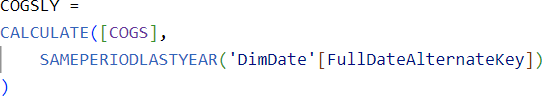 COGSLY =
CALCULATE([COGS],
SAMEPERIODLASTYEAR('DimDate'[FullDateAlternateKey])
)